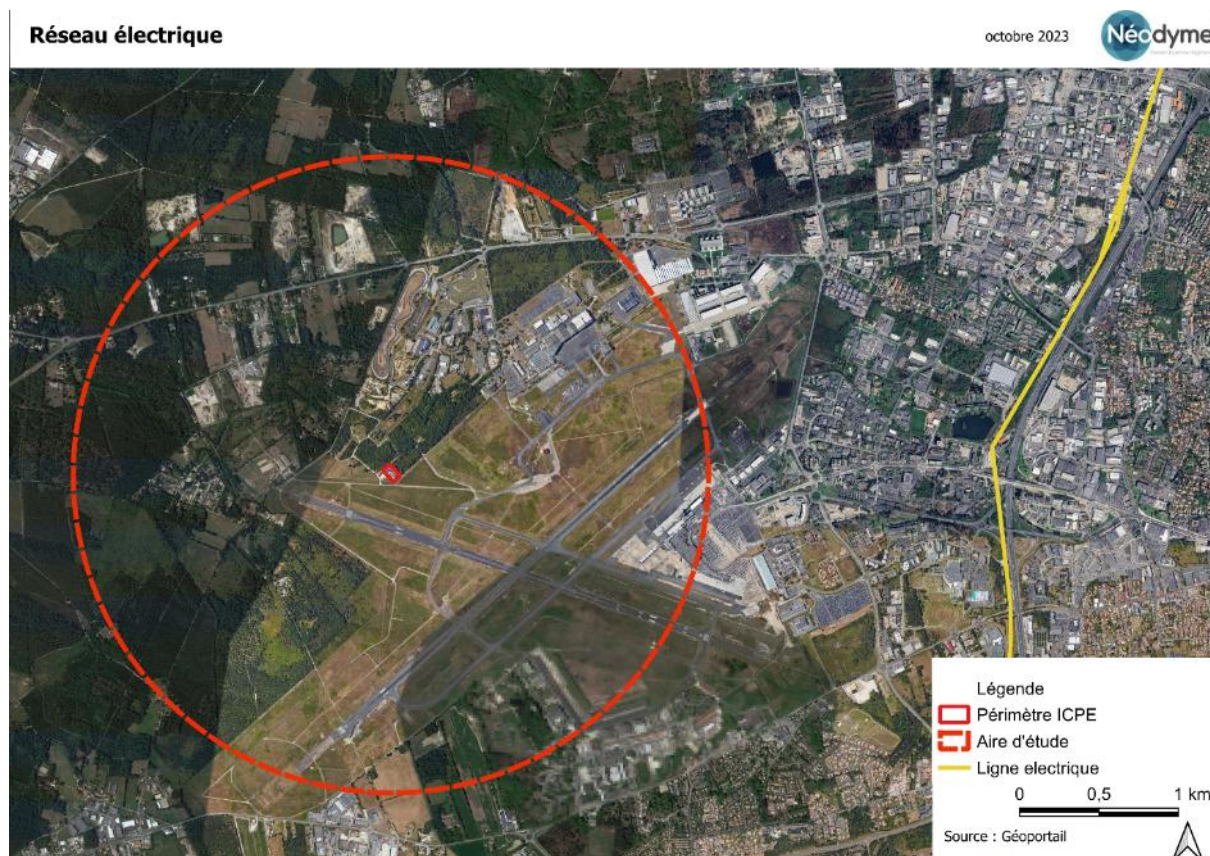 Réseau électrique
octobre 2023
Néodyme
Légende
Périmètre ICPE
Aire d'étude
Ligne electrique
0 0,5 1 km
Source : Géoportail